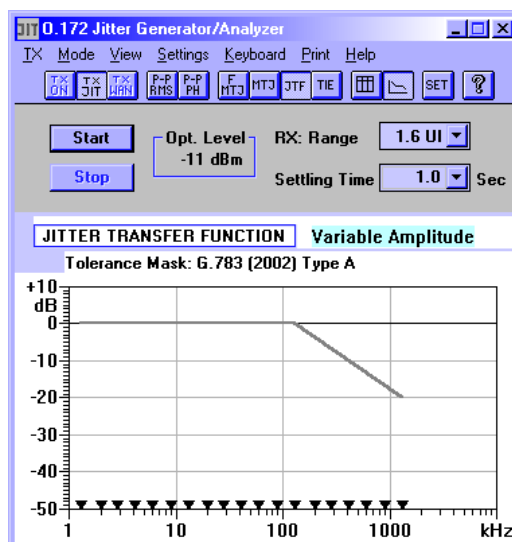 JIT O.172 Jitter Generator/Analyzer
TX Mode View Settings Keyboard Print Help
TX ON TX JIT TX WAN P-P RMS P-P PH F MTJ MTJ JTF TIE SET ?
Start Opt. Level RX: Range 1.6 UI
-11 dBm
Stop Settling Time 1.0 Sec
JITTER TRANSFER FUNCTION Variable Amplitude
Tolerance Mask: G.783 (2002) Type A
+10
dB
0
-10
-20
-30
-40
-50
1 10 100 1000 kHz